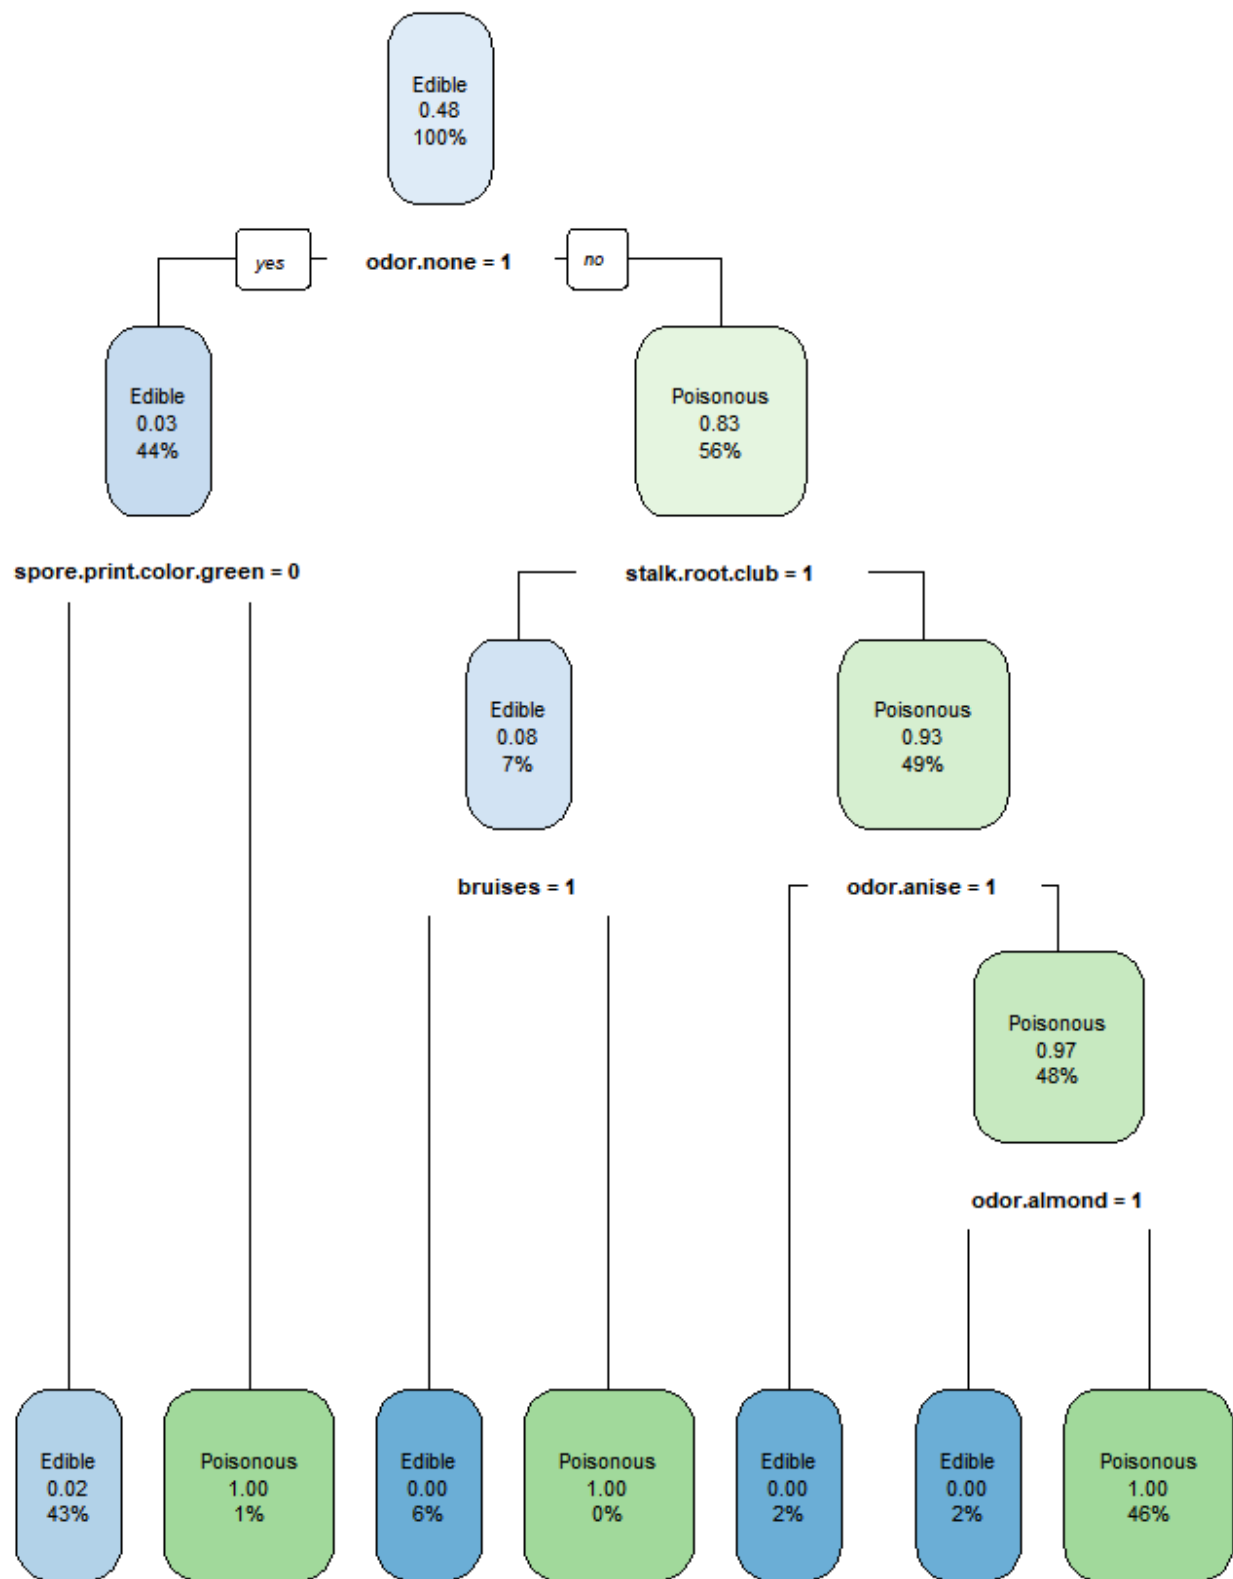 Edible
0.48
100%
yes
odor.none = 1
no
Edible
0.03
44%
Poisonous
0.83
56%
spore.print.color.green = 0
stalk.root.club = 1
Edible
0.08
7%
Poisonous
0.93
49%
bruises = 1
odor.anise = 1
Poisonous
0.97
48%
odor.almond = 1
Edible
0.02
43%
Poisonous
1.00
1%
Edible
0.00
6%
Poisonous
1.00
0%
Edible
0.00
2%
Edible
0.00
2%
Poisonous
1.00
46%